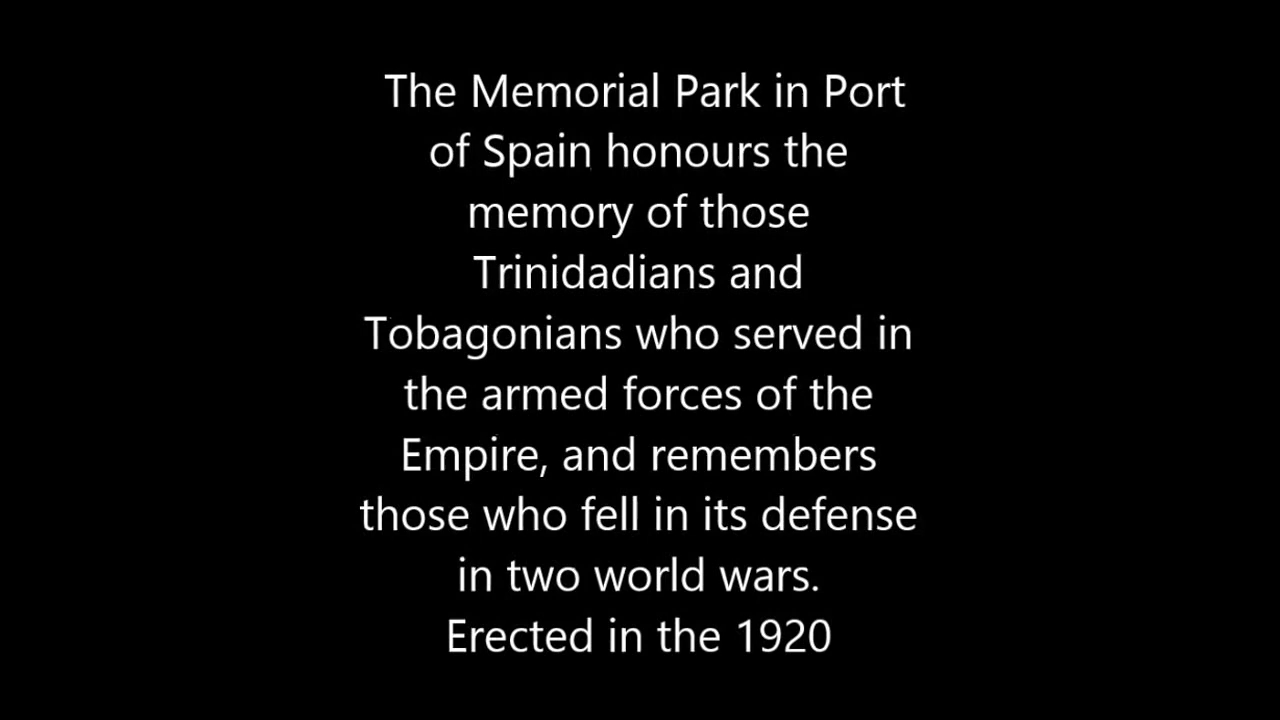 The Memorial Park in Port
of Spain honours the
memory of those
Trinidadians and
Tobagonians who served in
the armed forces of the
Empire, and remembers
those who fell in its defense
in two world wars.
Erected in the 1920